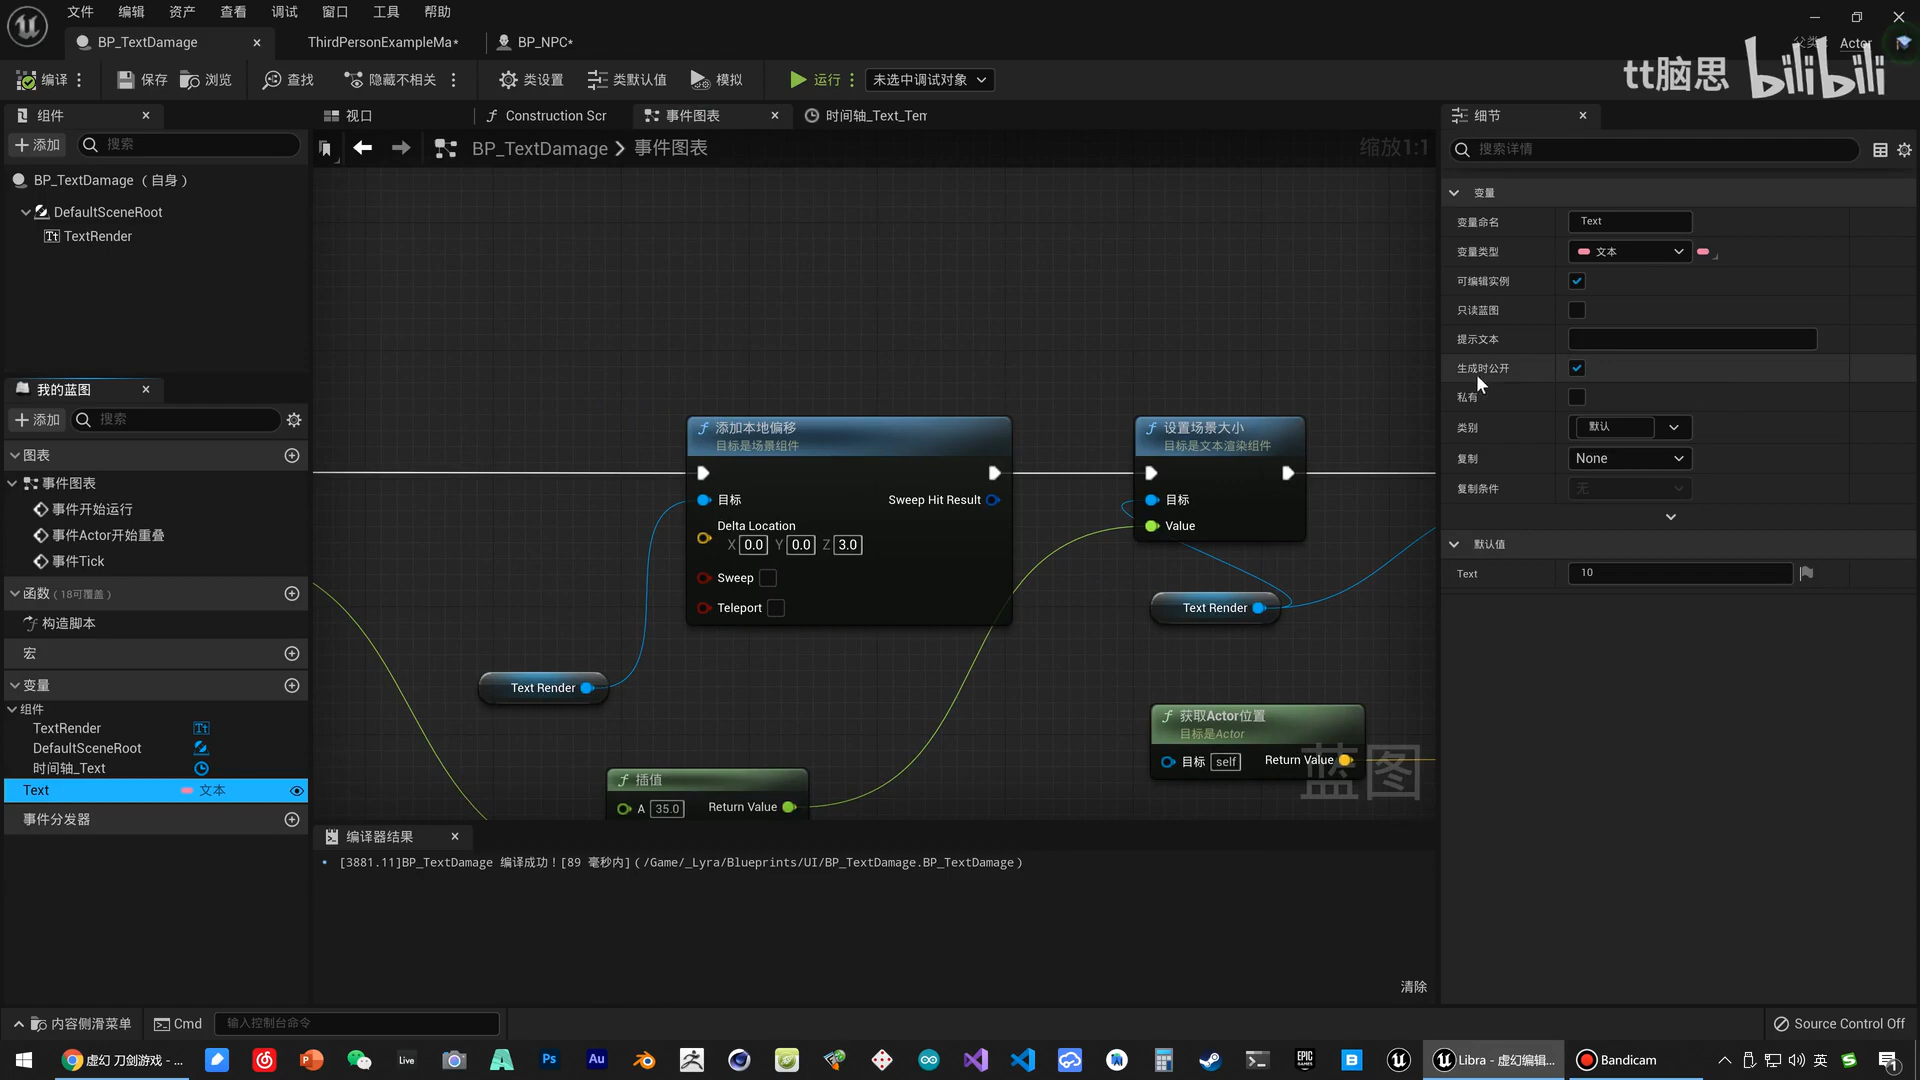 文件 编辑 资产 查看 调试 窗口 工具 帮助
BP_TextDamage
ThirdPersonExampleMa*
BP_NPC*
父类: Actor
编译
保存
浏览
查找
隐藏不相关
类设置
类默认值
模拟
运行
未选中调试对象
tt脑思 bilibili
组件
添加
搜索
BP_TextDamage （自身）
DefaultSceneRoot
TextRender
我的蓝图
添加
搜索
图表
事件图表
事件开始运行
事件Actor开始重叠
事件Tick
函数（18可覆盖）
构造脚本
宏
变量
组件
TextRender
DefaultSceneRoot
时间轴_Text
Text 文本
事件分发器
视口
Construction Scr
事件图表
时间轴_Text_Tem
BP_TextDamage > 事件图表
缩放1:1
添加本地偏移
目标是场景组件
目标
Sweep Hit Result
Delta Location
X 0.0 Y 0.0 Z 3.0
Sweep
Teleport
设置场景大小
目标是文本渲染组件
目标
Value
Text Render
Text Render
获取Actor位置
目标是Actor
目标 self Return Value
插值
A 35.0 Return Value
蓝图
编译器结果
[3881.11]BP_TextDamage 编译成功！[89 毫秒内]（/Game/_Lyra/Blueprints/UI/BP_TextDamage.BP_TextDamage）
清除
细节
搜索详情
变量
变量命名 Text
变量类型 文本
可编辑实例
只读蓝图
提示文本
生成时公开
私有
类别 默认
复制 None
复制条件 无
默认值
Text 10
内容侧滑菜单
Cmd
输入控制台命令
Source Control Off
虚幻 刀剑游戏 - ...
Live
Ps
Au
EPIC GAMES
Libra - 虚幻编辑...
Bandicam
英
1